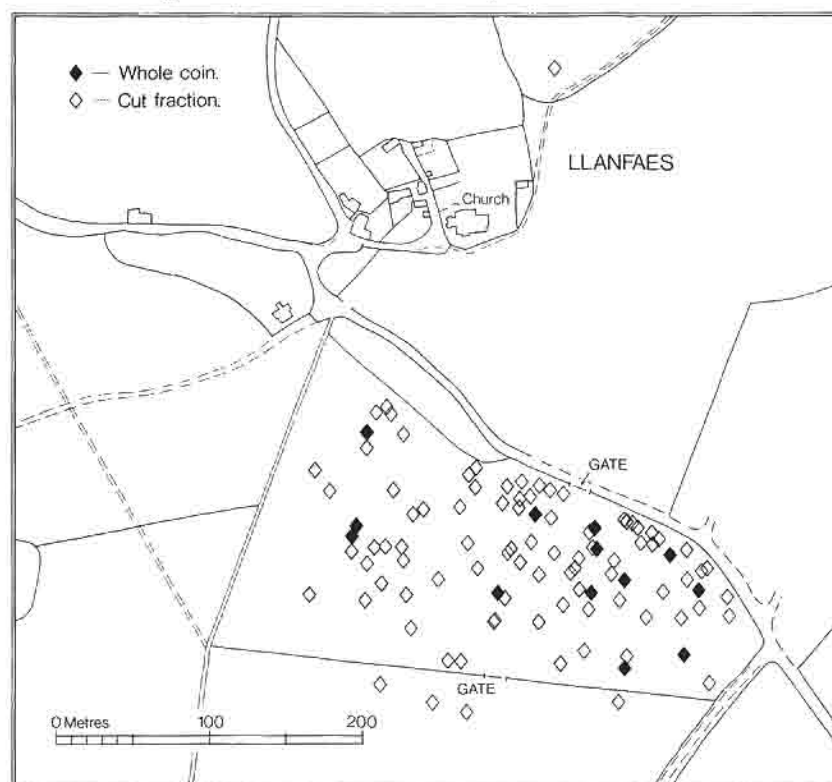 — Whole coin.
— Cut fraction.
LLANFAES
Church
GATE
GATE
0 Metres 100 200